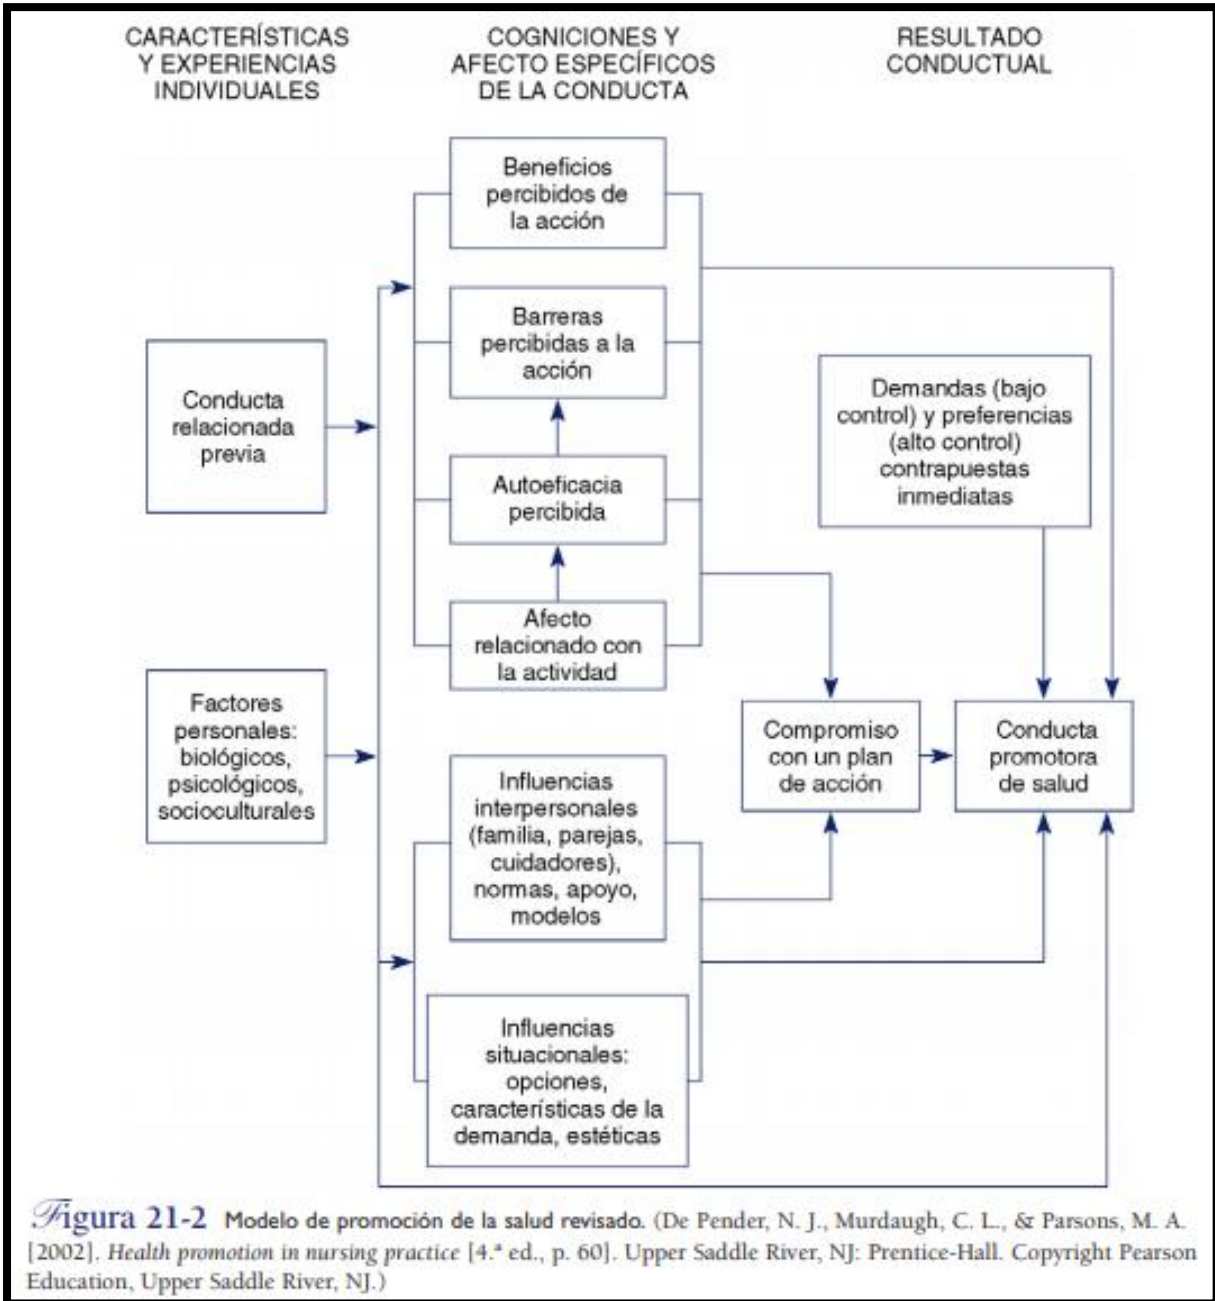 CARACTERÍSTICAS
Y EXPERIENCIAS
INDIVIDUALES
COGNICIONES Y
AFECTO ESPECÍFICOS
DE LA CONDUCTA
RESULTADO
CONDUCTUAL
Beneficios
percibidos de
la acción
Barreras
percibidas a la
acción
Conducta
relacionada
previa
Demandas (bajo
control) y preferencias
(alto control)
contrapuestas
inmediatas
Autoeficacia
percibida
Afecto
relacionado con
la actividad
Factores
personales:
biológicos,
psicológicos,
socioculturales
Compromiso
con un plan
de acción
Conducta
promotora
de salud
Influencias
interpersonales
(familia, parejas,
cuidadores),
normas, apoyo,
modelos
Influencias
situacionales:
opciones,
características de la
demanda, estéticas
Figura 21-2 Modelo de promoción de la salud revisado. (De Pender, N. J., Murdaugh, C. L., & Parsons, M. A.
[2002]. Health promotion in nursing practice [4.ª ed., p. 60]. Upper Saddle River, NJ: Prentice-Hall. Copyright Pearson
Education, Upper Saddle River, NJ.)